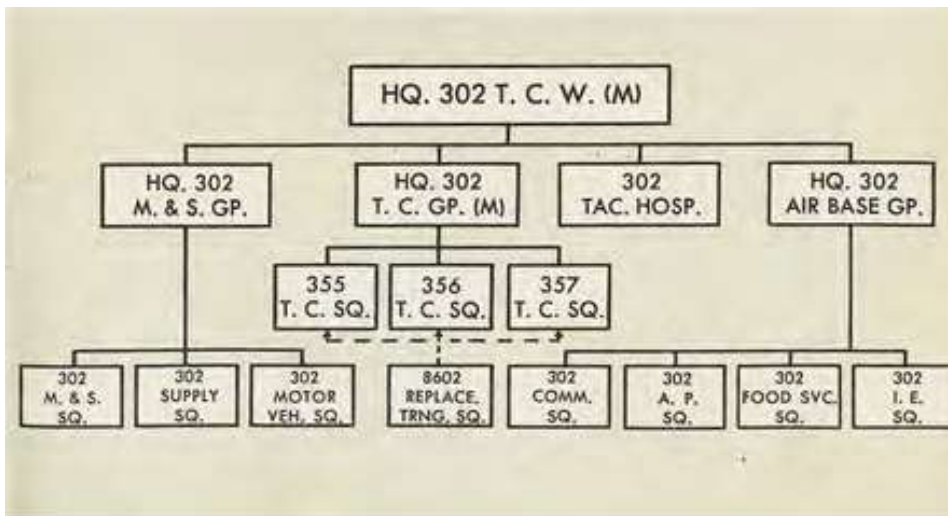 HQ. 302 T. C. W. (M)
HQ. 302
M. & S. GP.
HQ. 302
T. C. GP. (M)
302
TAC. HOSP.
HQ. 302
AIR BASE GP.
355
T. C. SQ.
356
T. C. SQ.
357
T. C. SQ.
302
M. & S.
SQ.
302
SUPPLY
SQ.
302
MOTOR
VEH. SQ.
8602
REPLACE.
TRNG. SQ.
302
COMM.
SQ.
302
A. P.
SQ.
302
FOOD SVC.
SQ.
302
I. E.
SQ.